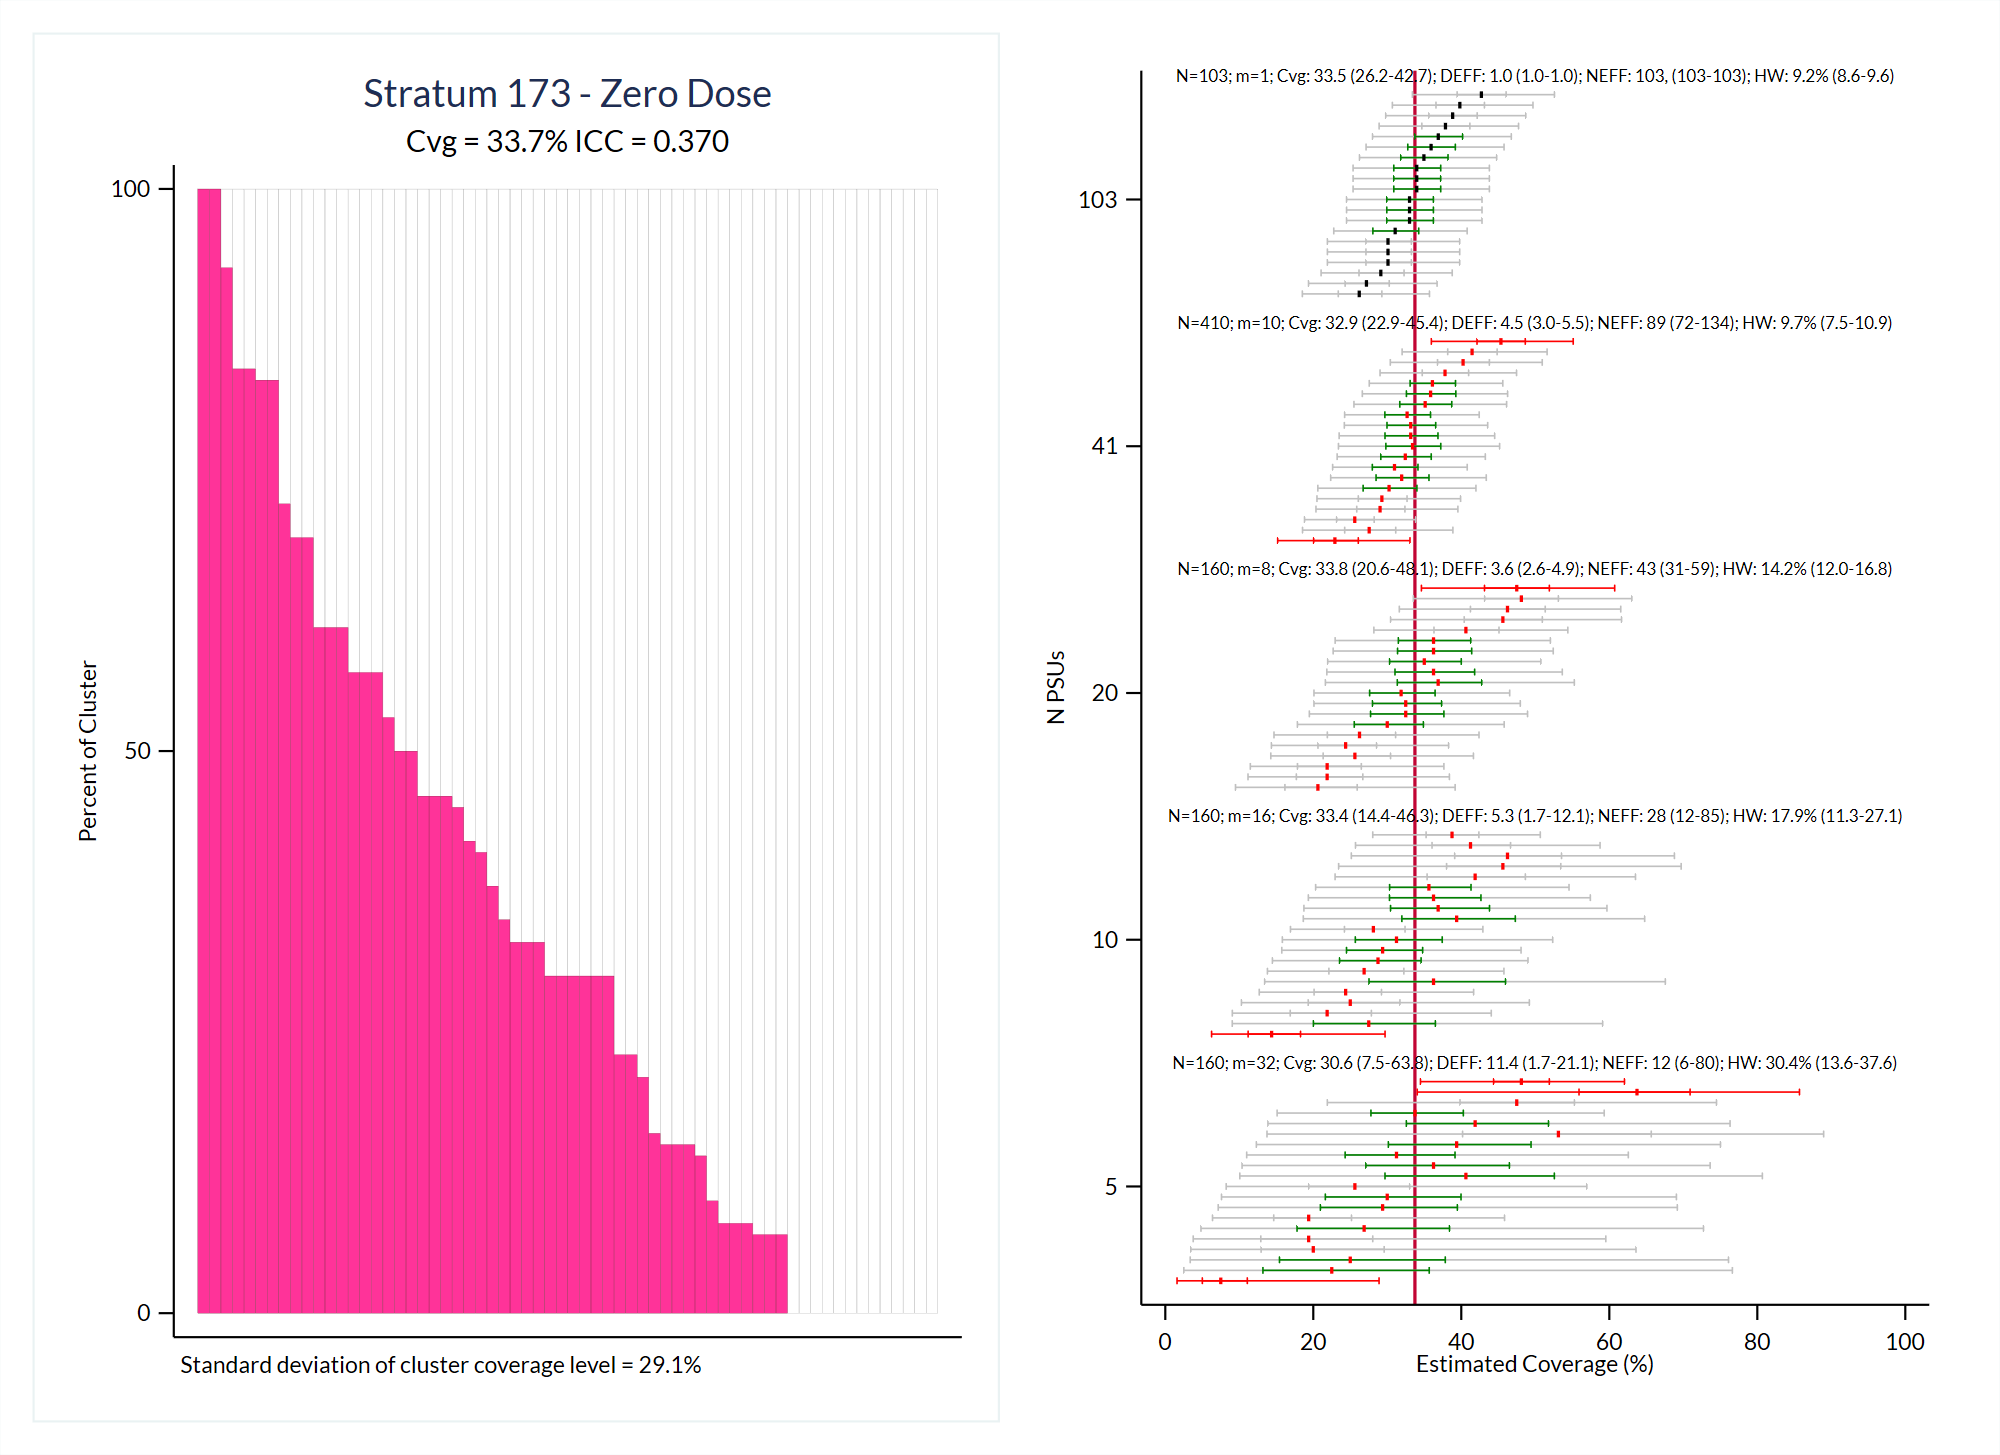 Stratum 173 - Zero Dose
Cvg = 33.7% ICC = 0.370
100
50
0
Percent of Cluster
Standard deviation of cluster coverage level = 29.1%
N=103; m=1; Cvg: 33.5 (26.2-42.7); DEFF: 1.0 (1.0-1.0); NEFF: 103, (103-103); HW: 9.2% (8.6-9.6)
103
N=410; m=10; Cvg: 32.9 (22.9-45.4); DEFF: 4.5 (3.0-5.5); NEFF: 89 (72-134); HW: 9.7% (7.5-10.9)
41
N=160; m=8; Cvg: 33.8 (20.6-48.1); DEFF: 3.6 (2.6-4.9); NEFF: 43 (31-59); HW: 14.2% (12.0-16.8)
N PSUs
20
N=160; m=16; Cvg: 33.4 (14.4-46.3); DEFF: 5.3 (1.7-12.1); NEFF: 28 (12-85); HW: 17.9% (11.3-27.1)
10
N=160; m=32; Cvg: 30.6 (7.5-63.8); DEFF: 11.4 (1.7-21.1); NEFF: 12 (6-80); HW: 30.4% (13.6-37.6)
5
0 20 40 60 80 100
Estimated Coverage (%)